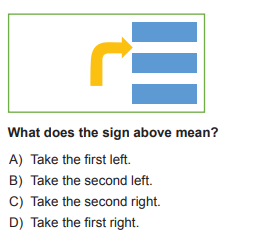 What does the sign above mean?
A) Take the first left.
B) Take the second left.
C) Take the second right.
D) Take the first right.